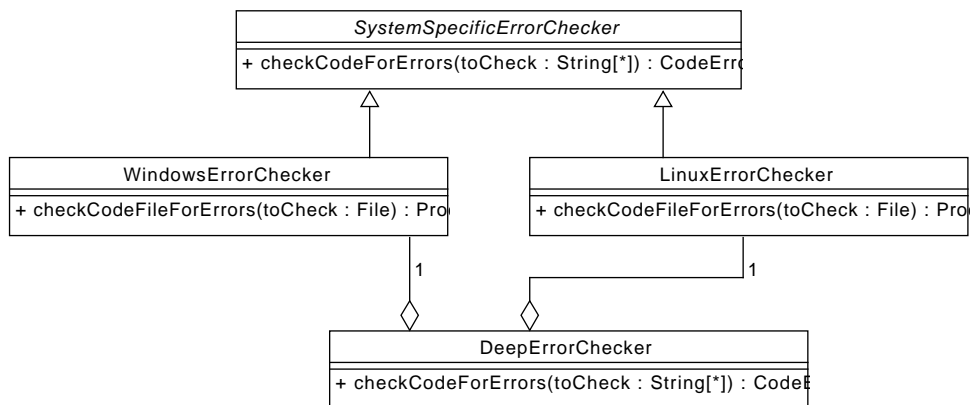 SystemSpecificErrorChecker
+ checkCodeForErrors(toCheck : String[*]) : CodeErro
WindowsErrorChecker
+ checkCodeFileForErrors(toCheck : File) : Pro
LinuxErrorChecker
+ checkCodeFileForErrors(toCheck : File) : Pro
1
1
DeepErrorChecker
+ checkCodeForErrors(toCheck : String[*]) : CodeE